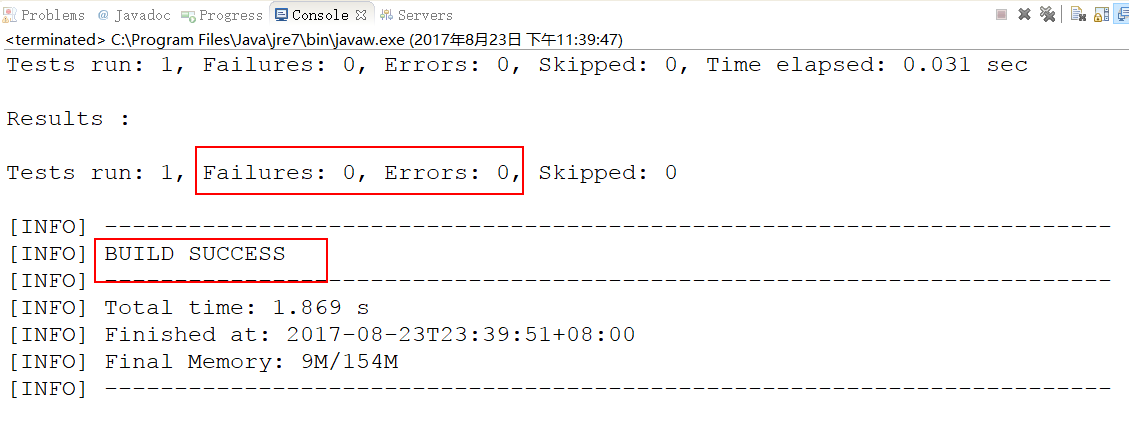 Problems @ Javadoc Progress Console Servers
<terminated> C:\Program Files\Java\jre7\bin\javaw.exe (2017年8月23日 下午11:39:47)
Tests run: 1, Failures: 0, Errors: 0, Skipped: 0, Time elapsed: 0.031 sec
Results :
Tests run: 1, Failures: 0, Errors: 0, Skipped: 0
[INFO] ------------------------------------------------------------------------
[INFO] BUILD SUCCESS
[INFO] ------------------------------------------------------------------------
[INFO] Total time: 1.869 s
[INFO] Finished at: 2017-08-23T23:39:51+08:00
[INFO] Final Memory: 9M/154M
[INFO] ------------------------------------------------------------------------